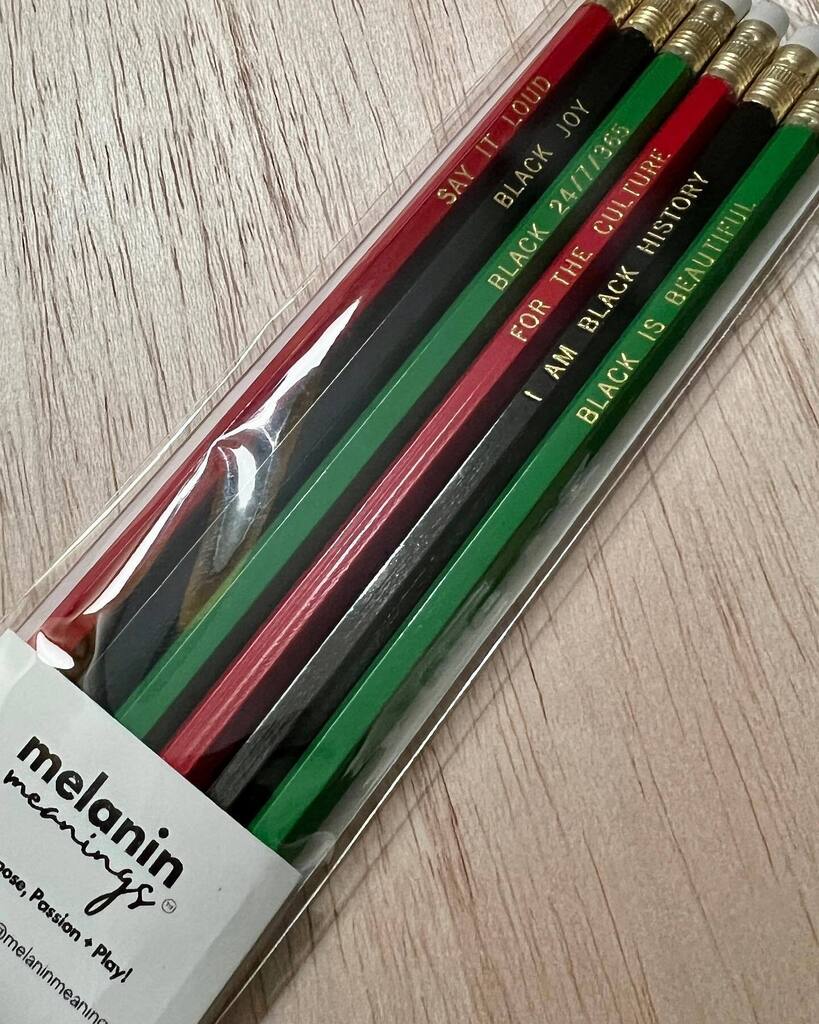 SAY IT LOUD
BLACK JOY
BLACK 24/7/365
FOR THE CULTURE
I AM BLACK HISTORY
BLACK IS BEAUTIFUL
melanin
meanings
Passion + Play!